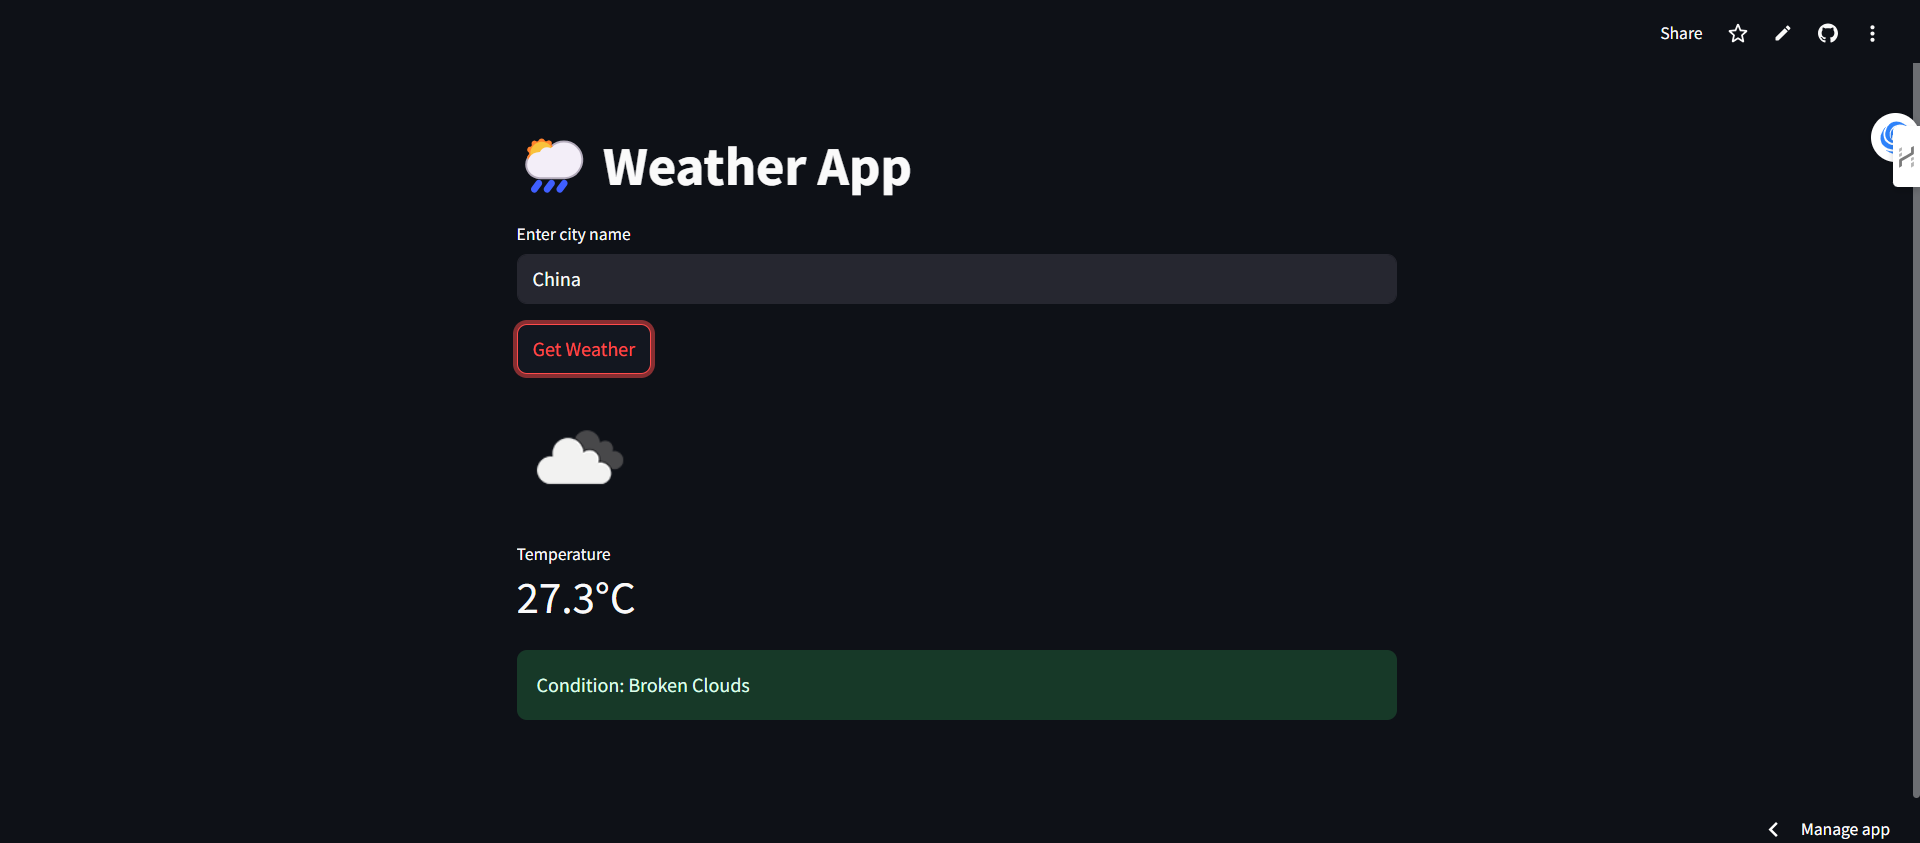 Share
Weather App
Enter city name
China
Get Weather
Temperature
27.3°C
Condition: Broken Clouds
Manage app